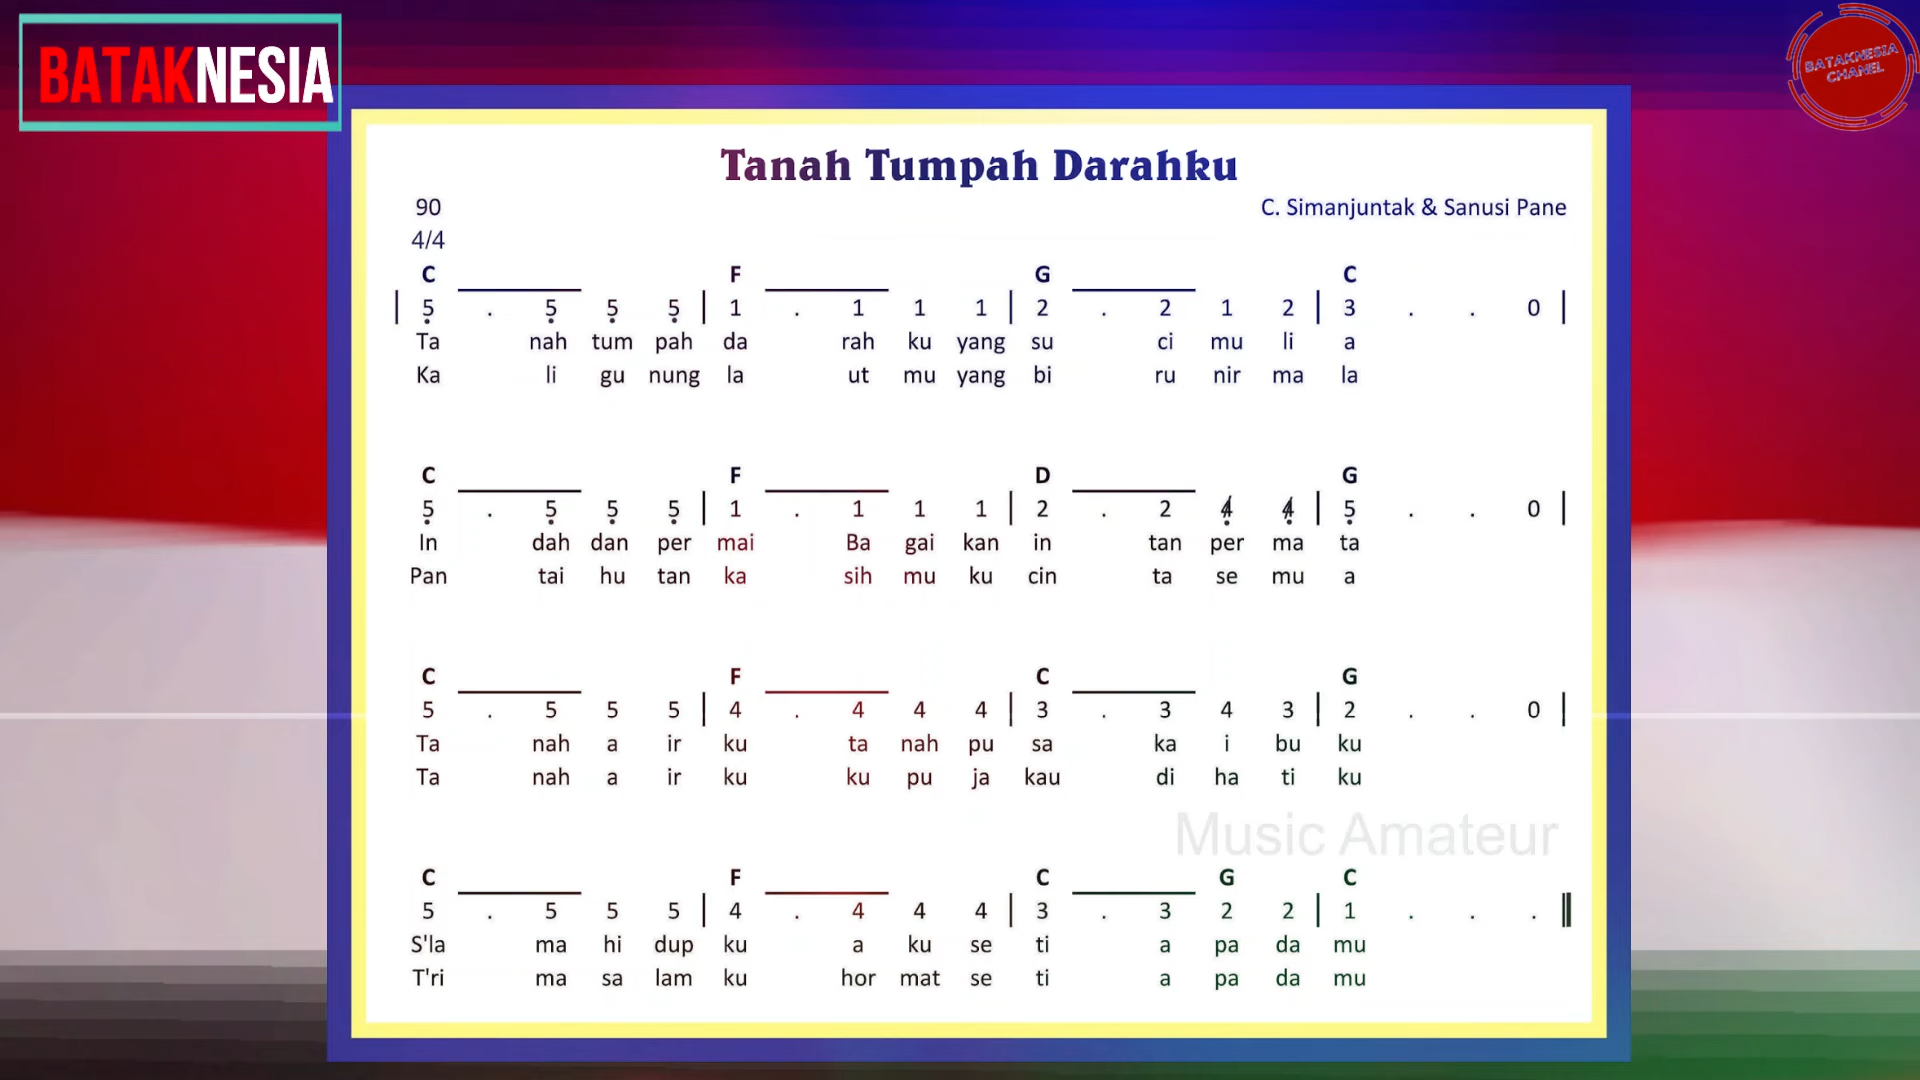 BATAKNESIA
BATAKNESIA
CHANEL
Tanah Tumpah Darahku
90
C. Simanjuntak & Sanusi Pane
4/4
C F G C
| 5̣ . 5̣ 5̣ 5̣ | 1 . 1 1 1 | 2 . 2 1 2 | 3 . . 0 |
Ta nah tum pah da rah ku yang su ci mu li a
Ka li gu nung la ut mu yang bi ru nir ma la
C F D G
5̣ . 5̣ 5̣ 5̣ | 1 . 1 1 1 | 2 . 2 4̸̣ 4̸̣ | 5̣ . . 0 |
In dah dan per mai Ba gai kan in tan per ma ta
Pan tai hu tan ka sih mu ku cin ta se mu a
C F C G
5 . 5 5 5 | 4 . 4 4 4 | 3 . 3 4 3 | 2 . . 0 |
Ta nah a ir ku ta nah pu sa ka i bu ku
Ta nah a ir ku ku pu ja kau di ha ti ku
Music Amateur
C F C G C
5 . 5 5 5 | 4 . 4 4 4 | 3 . 3 2 2 | 1 . . . ||
S'la ma hi dup ku a ku se ti a pa da mu
T'ri ma sa lam ku hor mat se ti a pa da mu